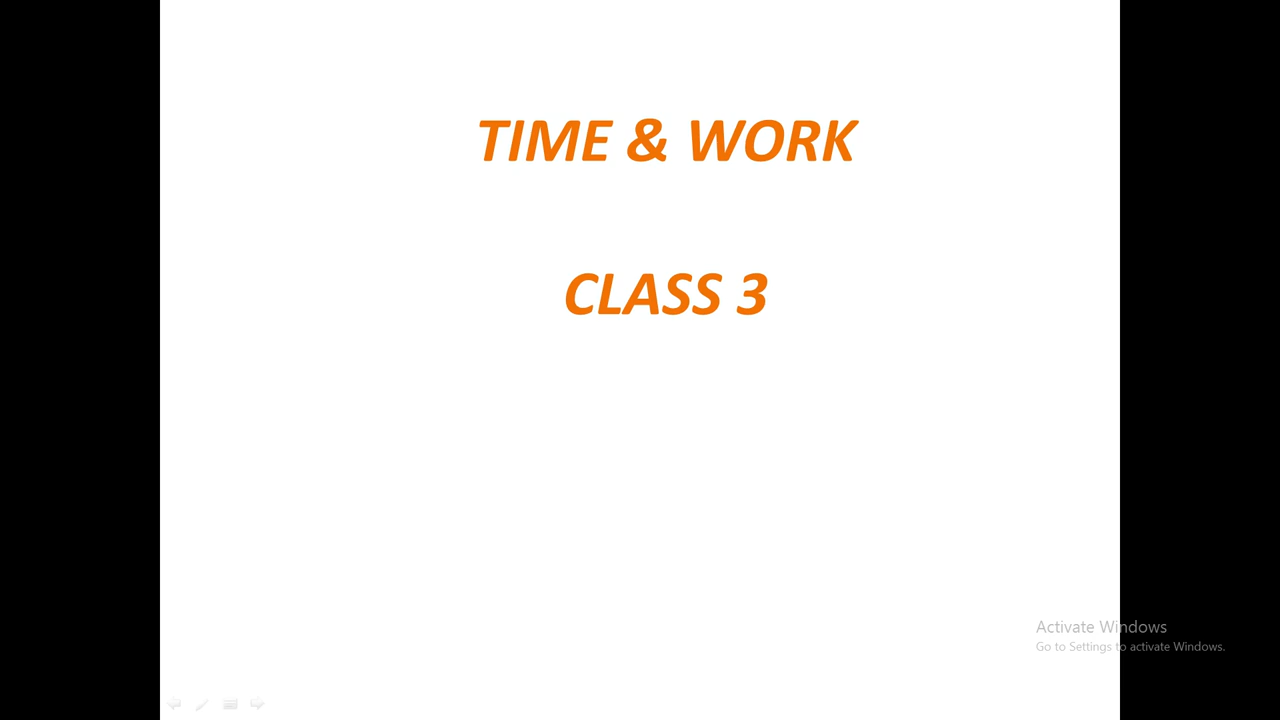 TIME & WORK
CLASS 3
Activate Windows
Go to Settings to activate Windows.